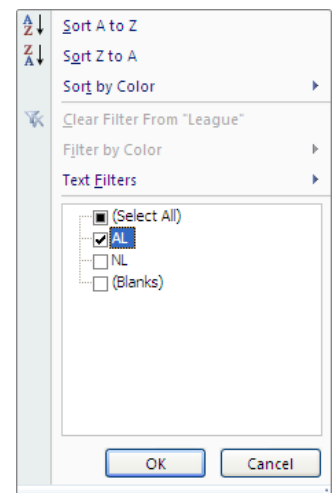 Sort A to Z
Sort Z to A
Sort by Color
Clear Filter From "League"
Filter by Color
Text Filters
(Select All)
AL
NL
(Blanks)
OK Cancel